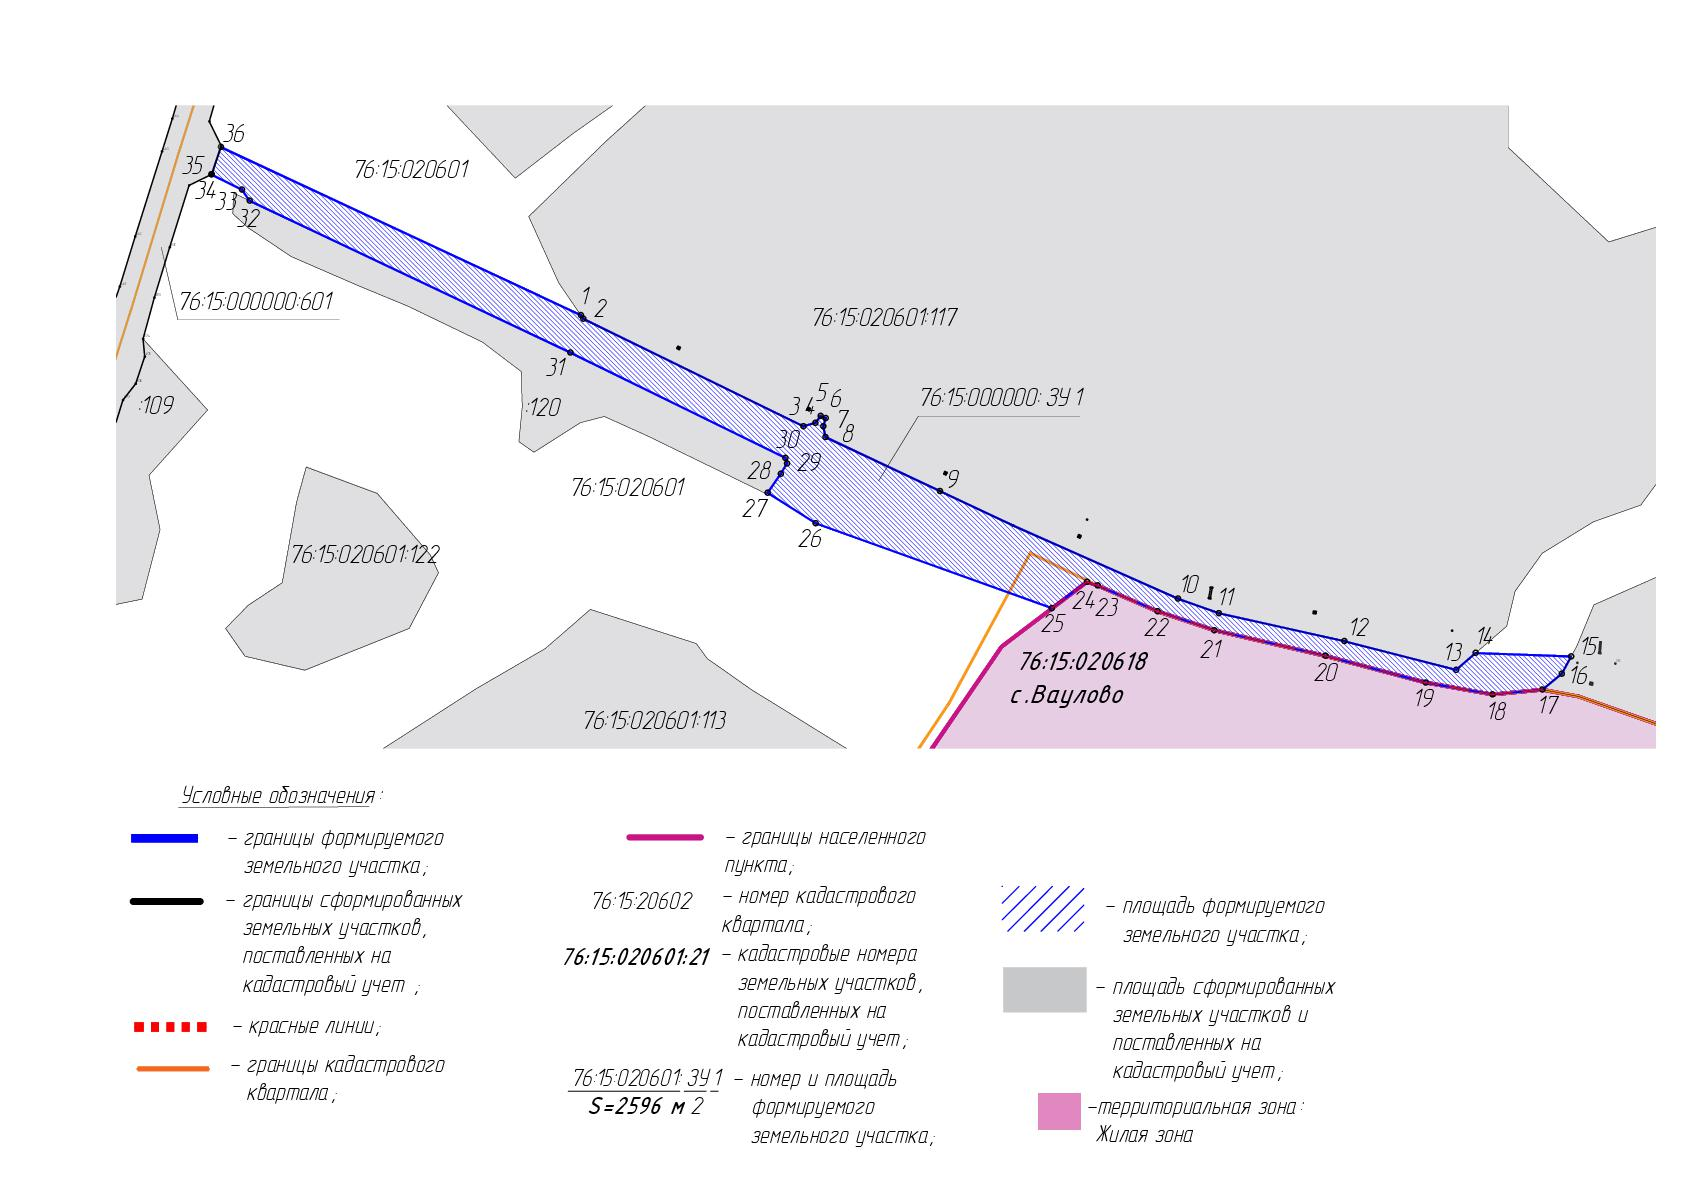 36
35
34
33
32
76:15:020601
76:15:000000:601
1
2
31
76:15:020601:117
:109
:120
3
4
5
6
7
8
76:15:000000: ЗУ 1
30
29
28
27
9
76:15:020601
26
76:15:020601:122
10
11
24
23
25
22
21
12
13
14
15
16
20
19
18
17
76:15:020618
с.Ваулово
76:15:020601:113
Условные обозначения:
– границы формируемого
земельного участка;
– границы сформированных
земельных участков,
поставленных на
кадастровый учет ;
– красные линии;
– границы кадастрового
квартала;
– границы населенного
пункта;
76:15:20602
– номер кадастрового
квартала;
76:15:020601:21
– кадастровые номера
земельных участков,
поставленных на
кадастровый учет;
76:15:020601: ЗУ 1
S=2596 м 2
– номер и площадь
формируемого
земельного участка;
– площадь формируемого
земельного участка;
– площадь сформированных
земельных участков и
поставленных на
кадастровый учет;
–территориальная зона:
Жилая зона